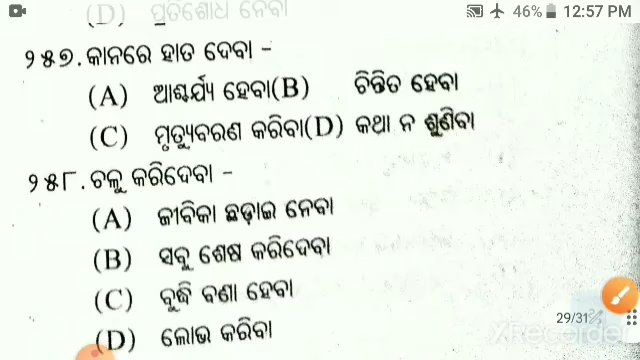 (D) ପ୍ରତିଶୋଧ ନେବା
46% 12:57 PM
୨୫୭. କାନରେ ହାତ ଦେବା -
(A) ଆଶ୍ଚର୍ଯ୍ୟ ହେବା (B) ଚିନ୍ତିତ ହେବା
(C) ମୃତ୍ୟୁବରଣ କରିବା (D) କଥା ନ ଶୁଣିବା
୨୫୮. ଚଳୁ କରିଦେବା -
(A) ଜୀବିକା ଛଡ଼ାଇ ନେବା
(B) ସବୁ ଶେଷ କରିଦେବା
(C) ବୁଦ୍ଧି ବଣା ହେବା
(D) ଲୋଭ କରିବା
29/31
XRecorder